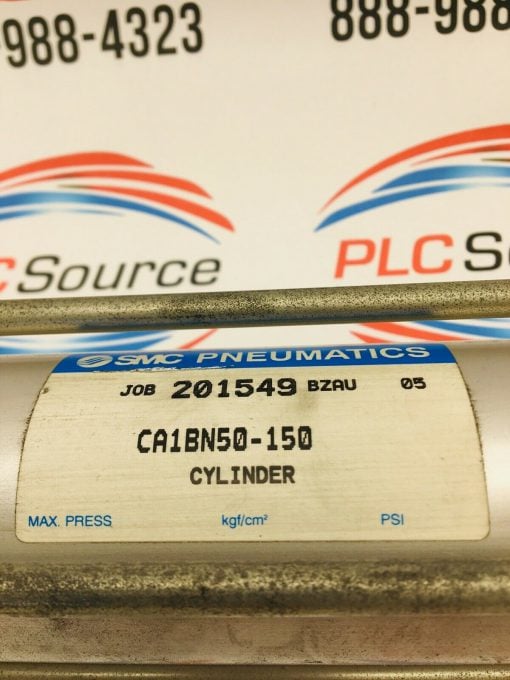 -988-4323
888-988
C Source
PLC So
SMC PNEUMATICS
JOB 201549 BZAU 05
CA1BN50-150
CYLINDER
MAX. PRESS kgf/cm² PSI